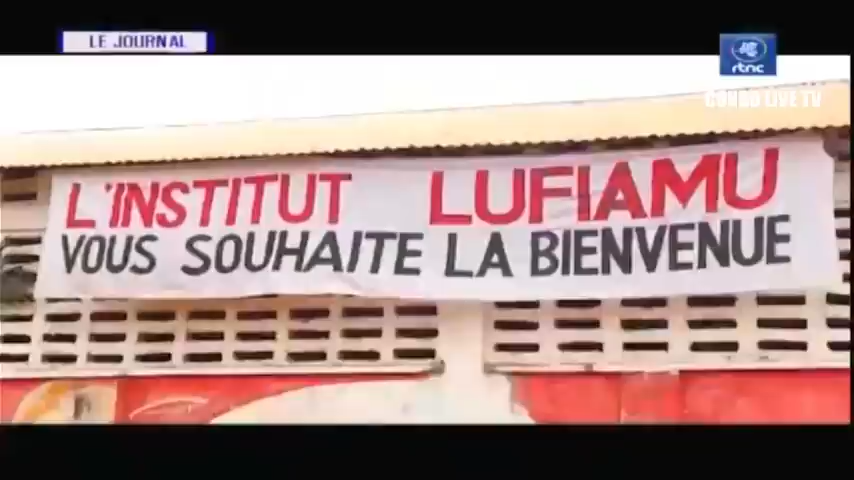 LE JOURNAL
rtnc
CONGO LIVE TV
L'INSTITUT LUFIAMU
VOUS SOUHAITE LA BIENVENUE